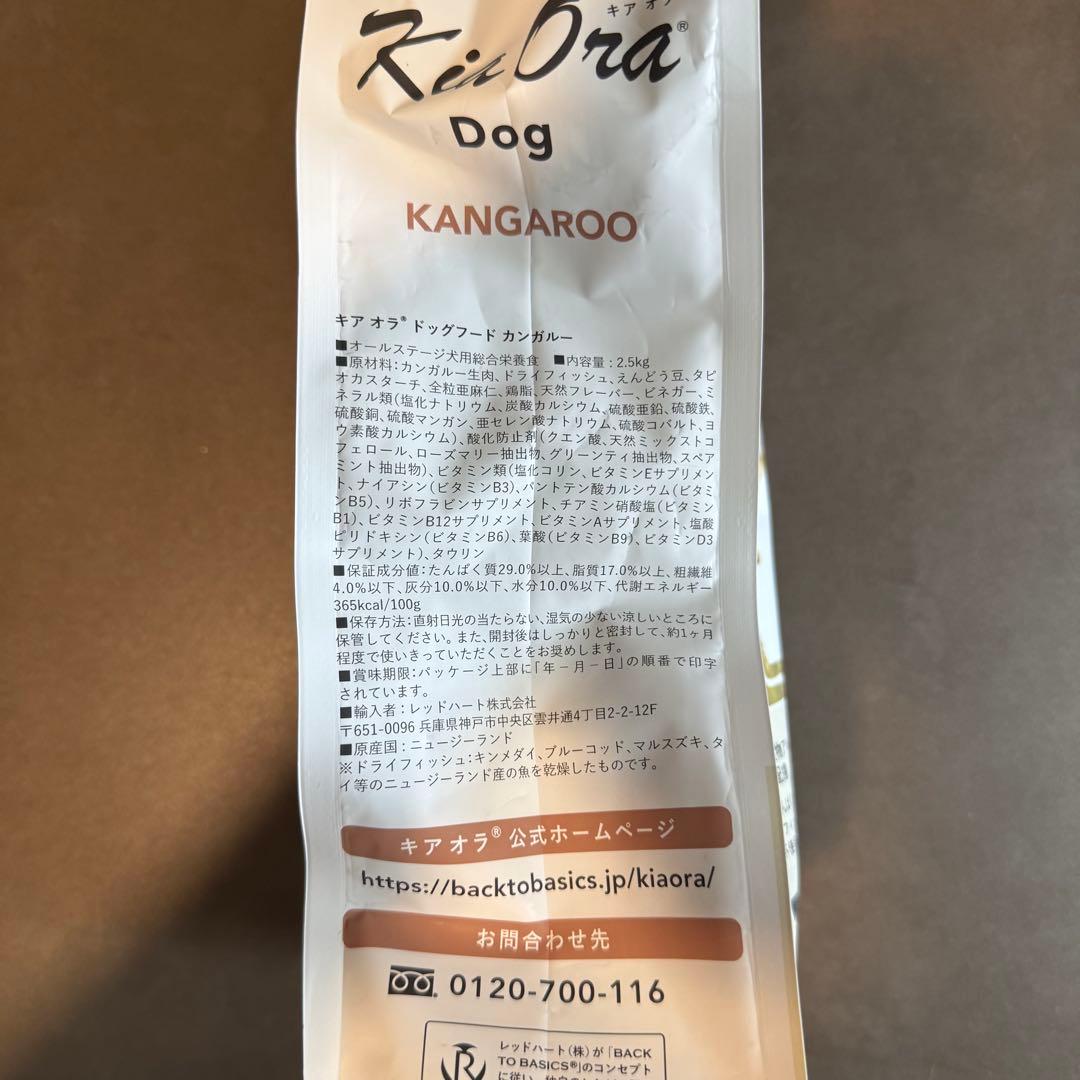 キア オラ
KiaOra®
Dog
KANGAROO
キア オラ® ドッグフード カンガルー
■オールステージ犬用総合栄養食 ■内容量：2.5kg
■原材料：カンガルー生肉、ドライフィッシュ、えんどう豆、タピ
オカスターチ、全粒亜麻仁、鶏脂、天然フレーバー、ビネガー、ミ
ネラル類（塩化ナトリウム、炭酸カルシウム、硫酸亜鉛、硫酸鉄、
硫酸銅、硫酸マンガン、亜セレン酸ナトリウム、硫酸コバルト、ヨ
ウ素酸カルシウム）、酸化防止剤（クエン酸、天然ミックストコ
フェロール、ローズマリー抽出物、グリーンティ抽出物、スペア
ミント抽出物）、ビタミン類（塩化コリン、ビタミンEサプリメン
ト、ナイアシン（ビタミンB3）、パントテン酸カルシウム（ビタミ
ンB5）、リボフラビンサプリメント、チアミン硝酸塩（ビタミン
B1）、ビタミンB12サプリメント、ビタミンAサプリメント、塩酸
ピリドキシン（ビタミンB6）、葉酸（ビタミンB9）、ビタミンD3
サプリメント）、タウリン
■保証成分値：たんぱく質29.0%以上、脂質17.0%以上、粗繊維
4.0%以下、灰分10.0%以下、水分10.0%以下、代謝エネルギー
365kcal/100g
■保存方法：直射日光の当たらない、湿気の少ない涼しいところに
保管してください。また、開封後はしっかりと密封して、約1ヶ月
程度で使いきっていただくことをお奨めします。
■賞味期限：パッケージ上部に「年－月－日」の順番で印字
されています。
■輸入者：レッドハート株式会社
〒651-0096 兵庫県神戸市中央区雲井通4丁目2-2-12F
■原産国：ニュージーランド
※ドライフィッシュ：キンメダイ、ブルーコッド、マルスズキ、タ
イ等のニュージーランド産の魚を乾燥したものです。
キア オラ® 公式ホームページ
https://backtobasics.jp/kiaora/
お問合わせ先
0120-700-116
レッドハート（株）が「BACK
TO BASICS®」のコンセプト
に従い、